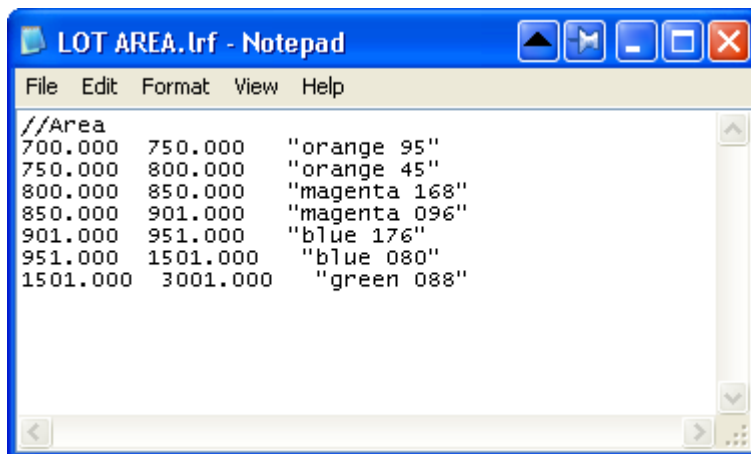 LOT AREA.lrf - Notepad
File Edit Format View Help
//Area
700.000 750.000 "orange 95"
750.000 800.000 "orange 45"
800.000 850.000 "magenta 168"
850.000 901.000 "magenta 096"
901.000 951.000 "blue 176"
951.000 1501.000 "blue 080"
1501.000 3001.000 "green 088"